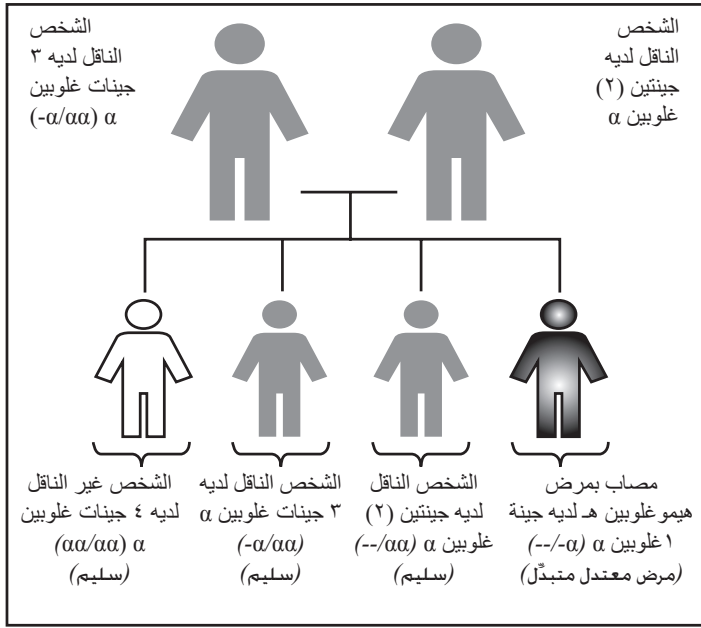 الشخص
الناقل لديه
جينتين (٢)
غلوبين α
الشخص
الناقل لديه ٣
جينات غلوبين
α (-α/αα)
مصاب بمرض
هيموغلوبين هـ لديه جينة
١غلوبين α (--/-α)
(مرض معتدل متبدِّل)
الشخص الناقل
لديه جينتين (٢)
غلوبين α (--/αα)
(سليم)
الشخص الناقل لديه
٣ جينات غلوبين α
(-α/αα)
(سليم)
الشخص غير الناقل
لديه ٤ جينات غلوبين
α (αα/αα)
(سليم)